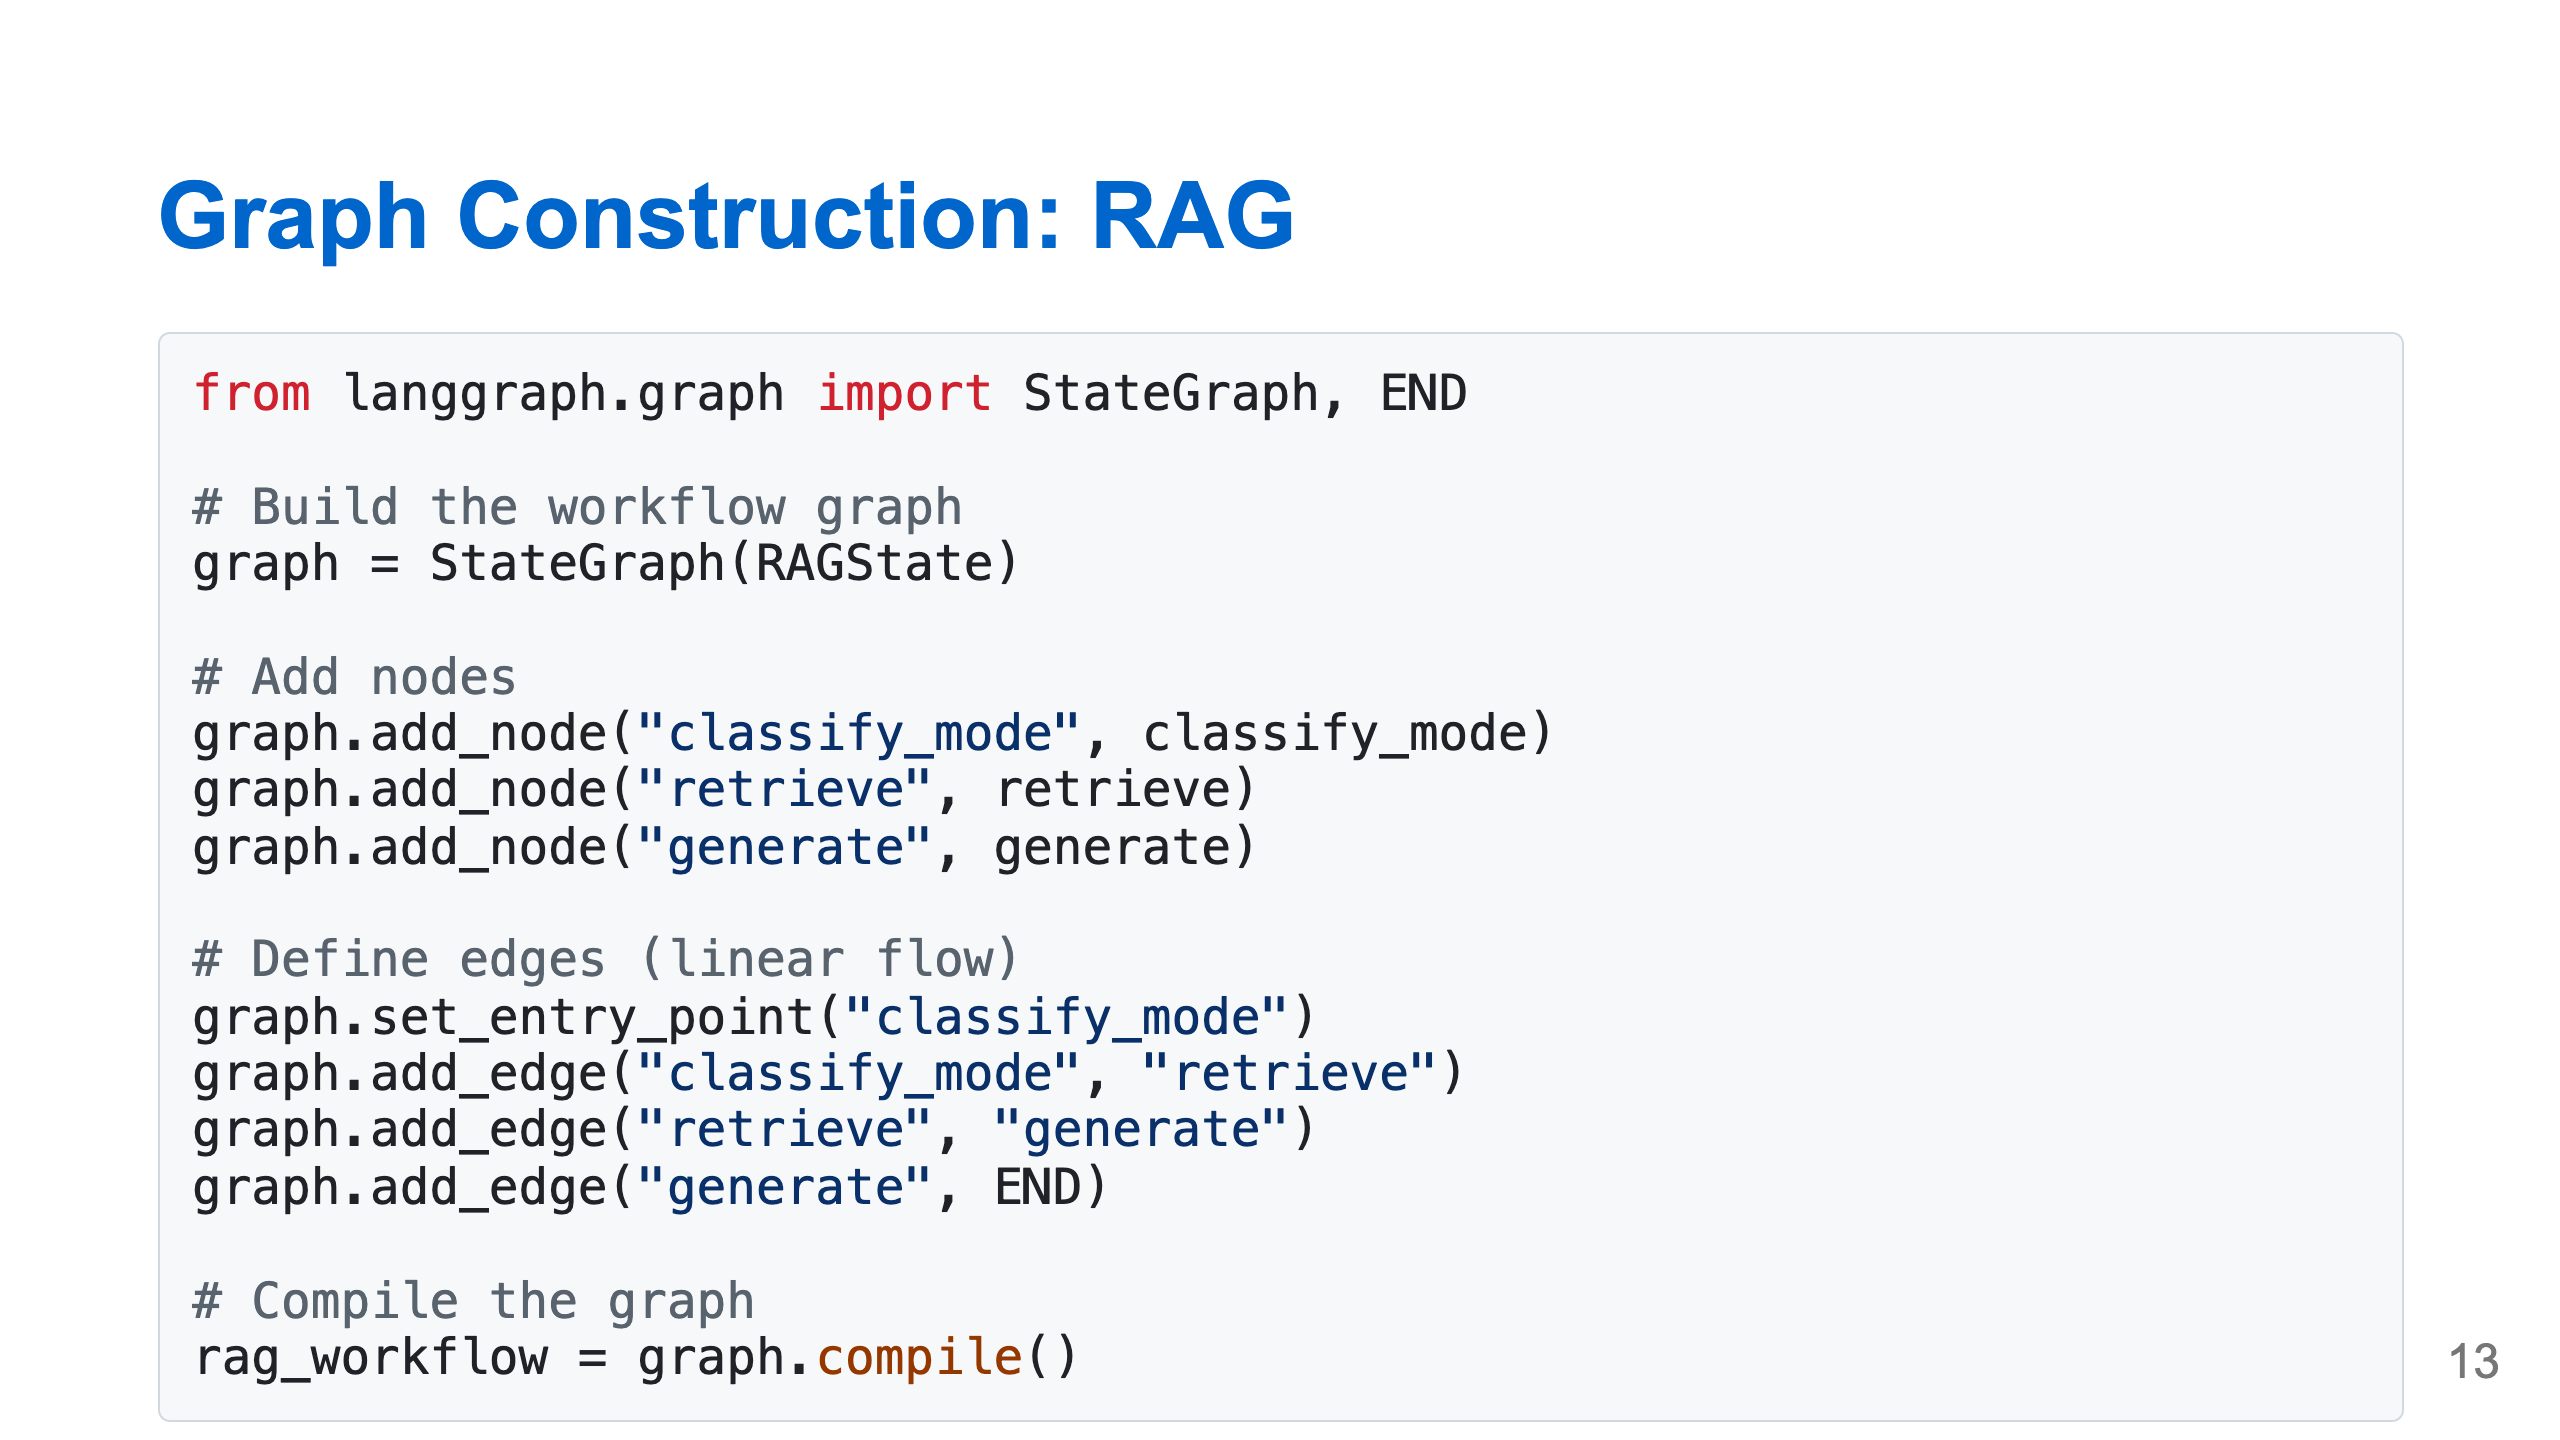 Graph Construction: RAG
from langgraph.graph import StateGraph, END
# Build the workflow graph
graph = StateGraph(RAGState)
# Add nodes
graph.add_node("classify_mode", classify_mode)
graph.add_node("retrieve", retrieve)
graph.add_node("generate", generate)
# Define edges (linear flow)
graph.set_entry_point("classify_mode")
graph.add_edge("classify_mode", "retrieve")
graph.add_edge("retrieve", "generate")
graph.add_edge("generate", END)
# Compile the graph
rag_workflow = graph.compile()
13